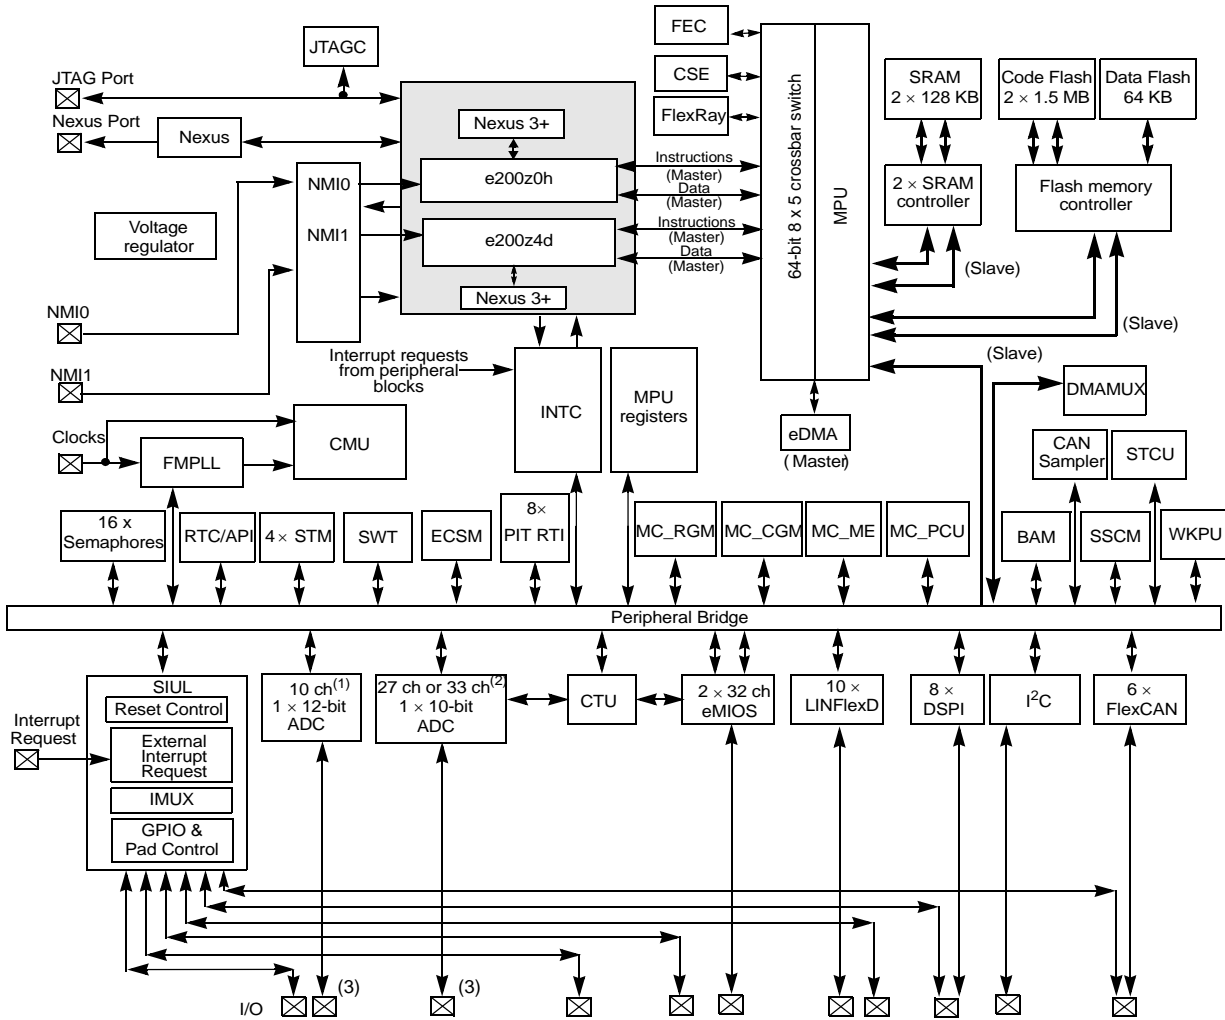 FEC
JTAGC
JTAG Port
CSE
SRAM
2 × 128 KB
Code Flash
2 × 1.5 MB
Data Flash
64 KB
Nexus Port
Nexus
Nexus 3+
FlexRay
64-bit 8 x 5 crossbar switch
MPU
Instructions
(Master)
Data
(Master)
e200z0h
NMI0
NMI1
2 × SRAM
controller
Flash memory
controller
Voltage
regulator
e200z4d
Instructions
(Master)
Data
(Master)
Nexus 3+
(Slave)
(Slave)
(Slave)
NMI0
NMI1
Interrupt requests
from peripheral
blocks
INTC
MPU
registers
DMAMUX
eDMA
(Master)
Clocks
FMPLL
CMU
CAN
Sampler
STCU
16 x
Semaphores
RTC/API
4 × STM
SWT
ECSM
8×
PIT RTI
MC_RGM
MC_CGM
MC_ME
MC_PCU
BAM
SSCM
WKPU
Peripheral Bridge
SIUL
Reset Control
External
Interrupt
Request
IMUX
GPIO &
Pad Control
Interrupt
Request
10 ch(1)
1 × 12-bit
ADC
27 ch or 33 ch(2)
1 × 10-bit
ADC
CTU
2 × 32 ch
eMIOS
10 ×
LINFlexD
8 ×
DSPI
I²C
6 ×
FlexCAN
I/O
(3)
(3)